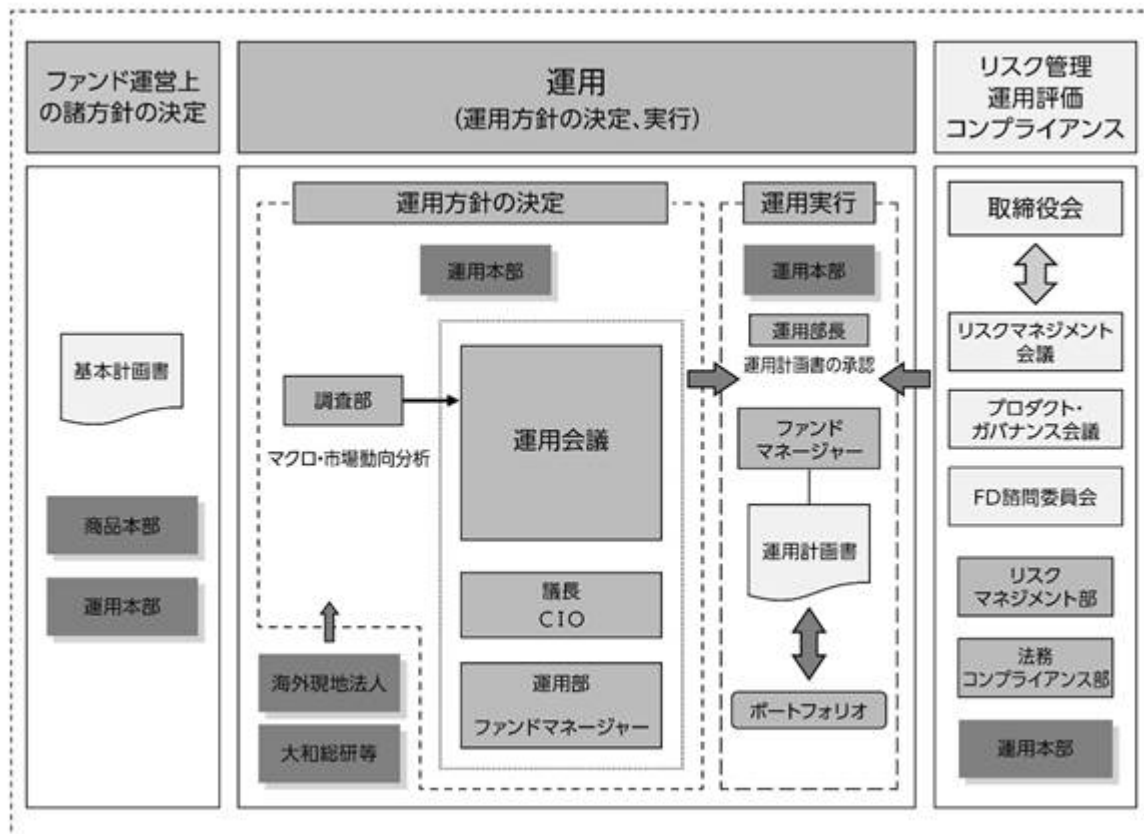 ファンド運営上
の諸方針の決定
運用
(運用方針の決定、実行)
リスク管理
運用評価
コンプライアンス
基本計画書
商品本部
運用本部
運用方針の決定
運用本部
調査部
マクロ・市場動向分析
運用会議
議長
CIO
運用部
ファンドマネージャー
海外現地法人
大和総研等
運用実行
運用本部
運用部長
運用計画書の承認
ファンド
マネージャー
運用計画書
ポートフォリオ
取締役会
リスクマネジメント
会議
プロダクト・
ガバナンス会議
FD諮問委員会
リスク
マネジメント部
法務
コンプライアンス部
運用本部